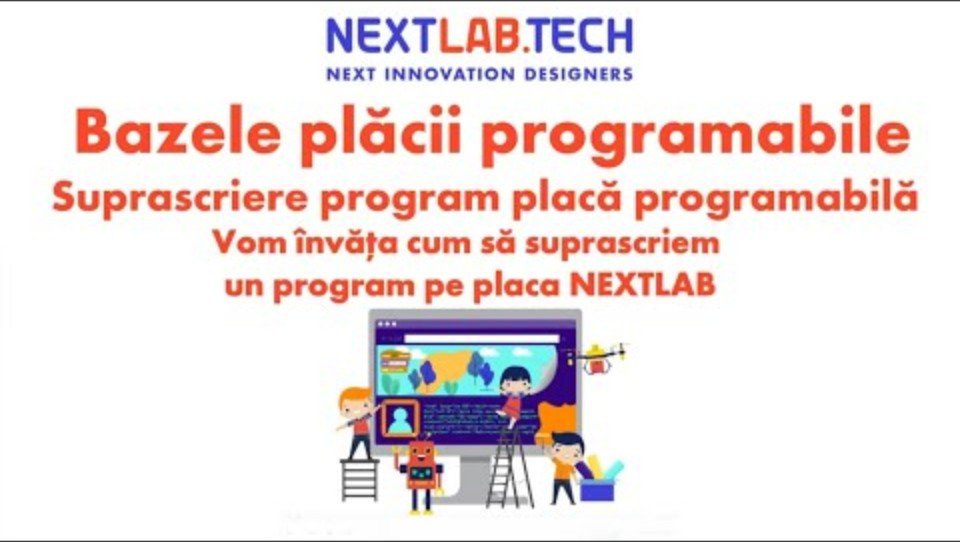 NEXTLAB.TECH
NEXT INNOVATION DESIGNERS
Bazele plăcii programabile
Suprascriere program placă programabilă
Vom învăța cum să suprascriem
un program pe placa NEXTLAB